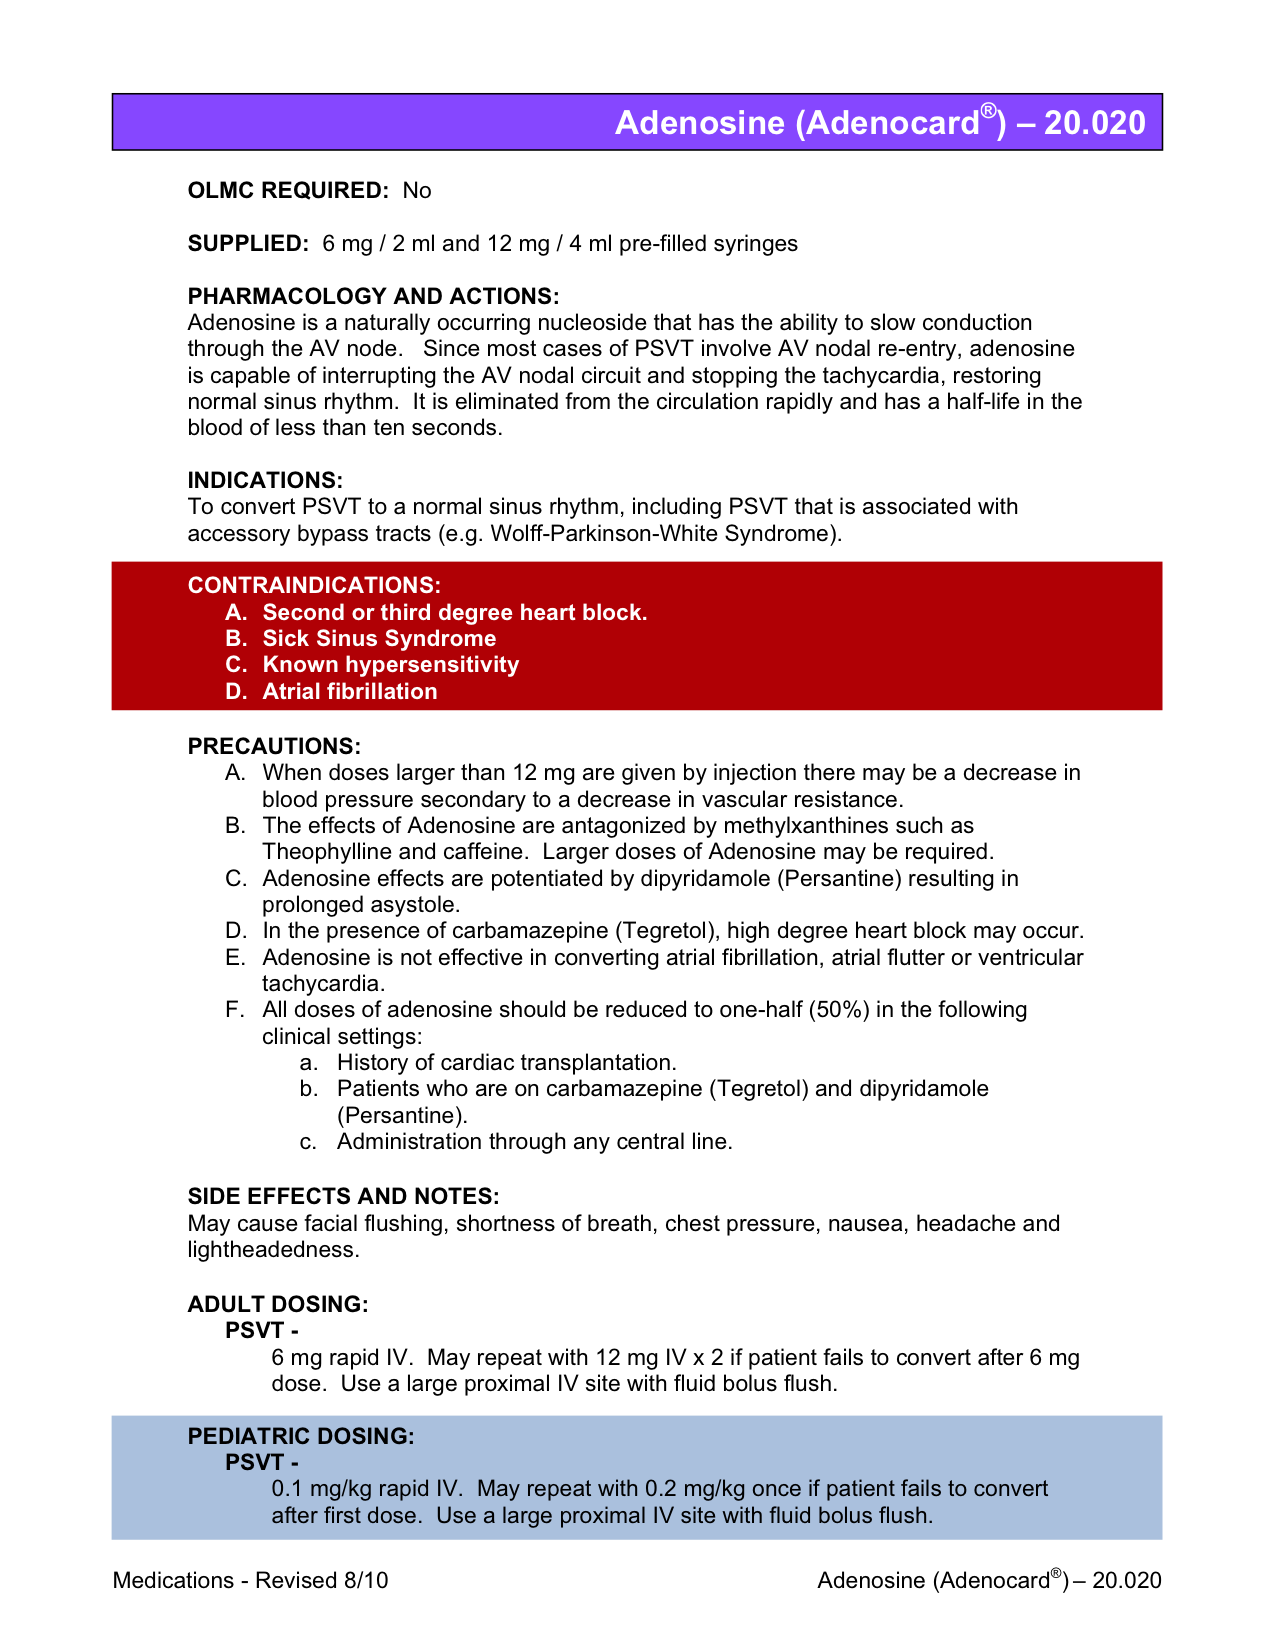 Adenosine (Adenocard®) – 20.020
OLMC REQUIRED: No
SUPPLIED: 6 mg / 2 ml and 12 mg / 4 ml pre-filled syringes
PHARMACOLOGY AND ACTIONS:
Adenosine is a naturally occurring nucleoside that has the ability to slow conduction
through the AV node. Since most cases of PSVT involve AV nodal re-entry, adenosine
is capable of interrupting the AV nodal circuit and stopping the tachycardia, restoring
normal sinus rhythm. It is eliminated from the circulation rapidly and has a half-life in the
blood of less than ten seconds.
INDICATIONS:
To convert PSVT to a normal sinus rhythm, including PSVT that is associated with
accessory bypass tracts (e.g. Wolff-Parkinson-White Syndrome).
CONTRAINDICATIONS:
A. Second or third degree heart block.
B. Sick Sinus Syndrome
C. Known hypersensitivity
D. Atrial fibrillation
PRECAUTIONS:
A. When doses larger than 12 mg are given by injection there may be a decrease in
blood pressure secondary to a decrease in vascular resistance.
B. The effects of Adenosine are antagonized by methylxanthines such as
Theophylline and caffeine. Larger doses of Adenosine may be required.
C. Adenosine effects are potentiated by dipyridamole (Persantine) resulting in
prolonged asystole.
D. In the presence of carbamazepine (Tegretol), high degree heart block may occur.
E. Adenosine is not effective in converting atrial fibrillation, atrial flutter or ventricular
tachycardia.
F. All doses of adenosine should be reduced to one-half (50%) in the following
clinical settings:
a. History of cardiac transplantation.
b. Patients who are on carbamazepine (Tegretol) and dipyridamole
(Persantine).
c. Administration through any central line.
SIDE EFFECTS AND NOTES:
May cause facial flushing, shortness of breath, chest pressure, nausea, headache and
lightheadedness.
ADULT DOSING:
PSVT -
6 mg rapid IV. May repeat with 12 mg IV x 2 if patient fails to convert after 6 mg
dose. Use a large proximal IV site with fluid bolus flush.
PEDIATRIC DOSING:
PSVT -
0.1 mg/kg rapid IV. May repeat with 0.2 mg/kg once if patient fails to convert
after first dose. Use a large proximal IV site with fluid bolus flush.
Medications - Revised 8/10
Adenosine (Adenocard®) – 20.020